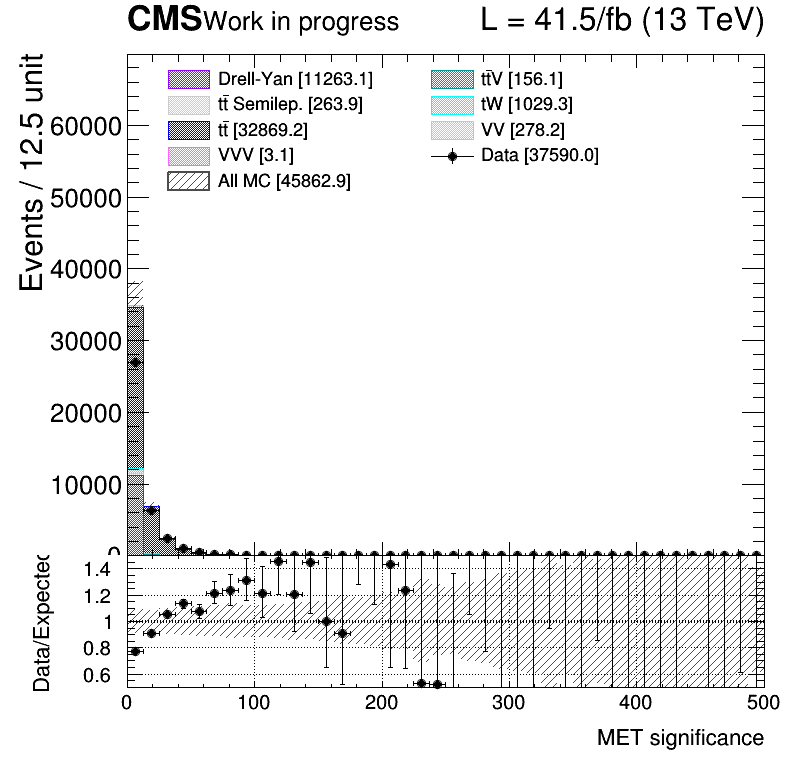 CMS Work in progress L = 41.5/fb (13 TeV)
Events / 12.5 unit
Drell-Yan [11263.1]
tt̄ Semilep. [263.9]
tt̄ [32869.2]
VVV [3.1]
All MC [45862.9]
tt̄V [156.1]
tW [1029.3]
VV [278.2]
Data [37590.0]
60000
50000
40000
30000
20000
10000
0
Data/Expected
1.4
1.2
1
0.8
0.6
0 100 200 300 400 500
MET significance